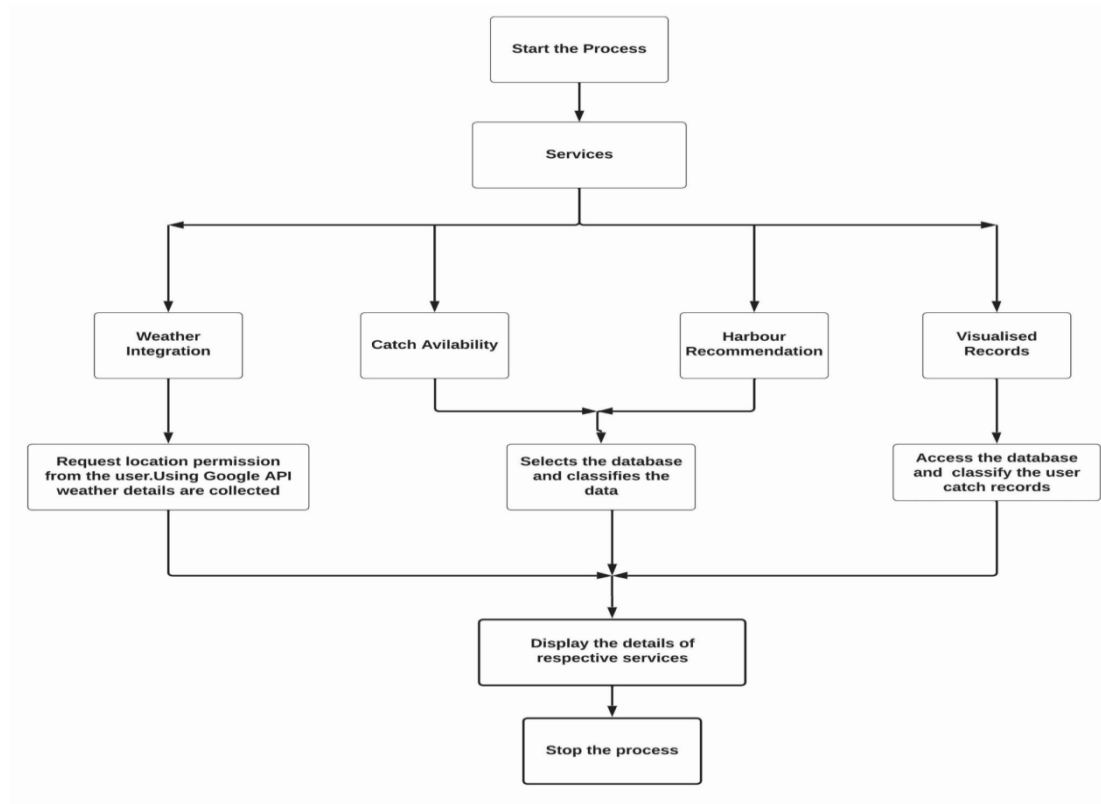 Start the Process
Services
Weather
Integration
Catch Avilability
Harbour
Recommendation
Visualised
Records
Request location permission
from the user.Using Google API
weather details are collected
Selects the database
and classifies the
data
Access the database
and classify the user
catch records
Display the details of
respective services
Stop the process